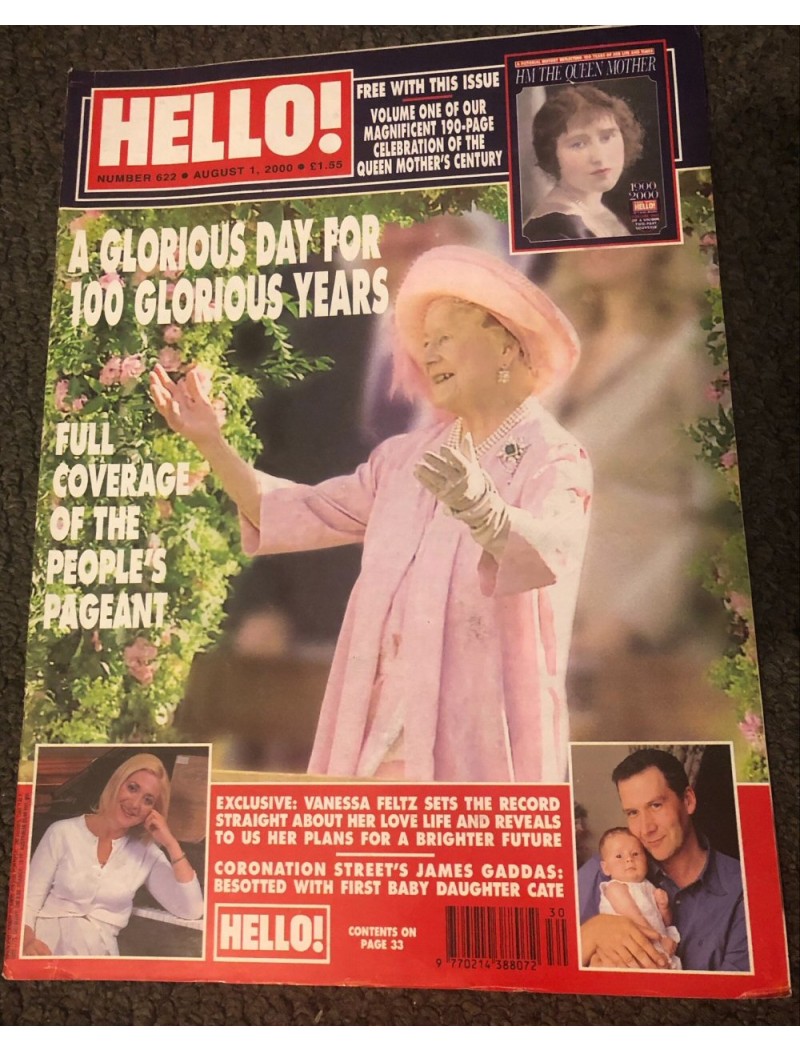 HELLO!
NUMBER 622 • AUGUST 1, 2000 • £1.55
FREE WITH THIS ISSUE
VOLUME ONE OF OUR
MAGNIFICENT 190-PAGE
CELEBRATION OF THE
QUEEN MOTHER'S CENTURY
HM THE QUEEN MOTHER
1900
2000
HELLO!
A GLORIOUS DAY FOR
100 GLORIOUS YEARS
FULL
COVERAGE
OF THE
PEOPLE'S
PAGEANT
EXCLUSIVE: VANESSA FELTZ SETS THE RECORD
STRAIGHT ABOUT HER LOVE LIFE AND REVEALS
TO US HER PLANS FOR A BRIGHTER FUTURE
CORONATION STREET'S JAMES GADDAS:
BESOTTED WITH FIRST BABY DAUGHTER CATE
HELLO!
CONTENTS ON
PAGE 33
30
9 770214 388072